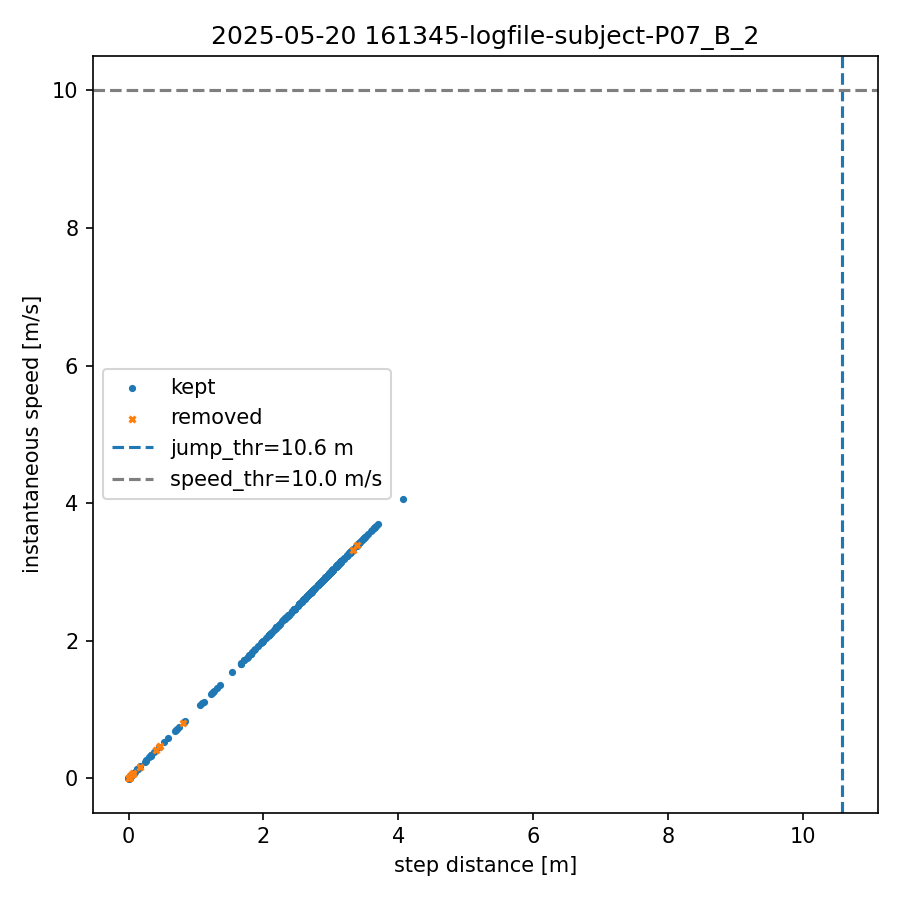 2025-05-20 161345-logfile-subject-P07_B_2
10
8
6
4
2
0
instantaneous speed [m/s]
kept
removed
jump_thr=10.6 m
speed_thr=10.0 m/s
0 2 4 6 8 10
step distance [m]